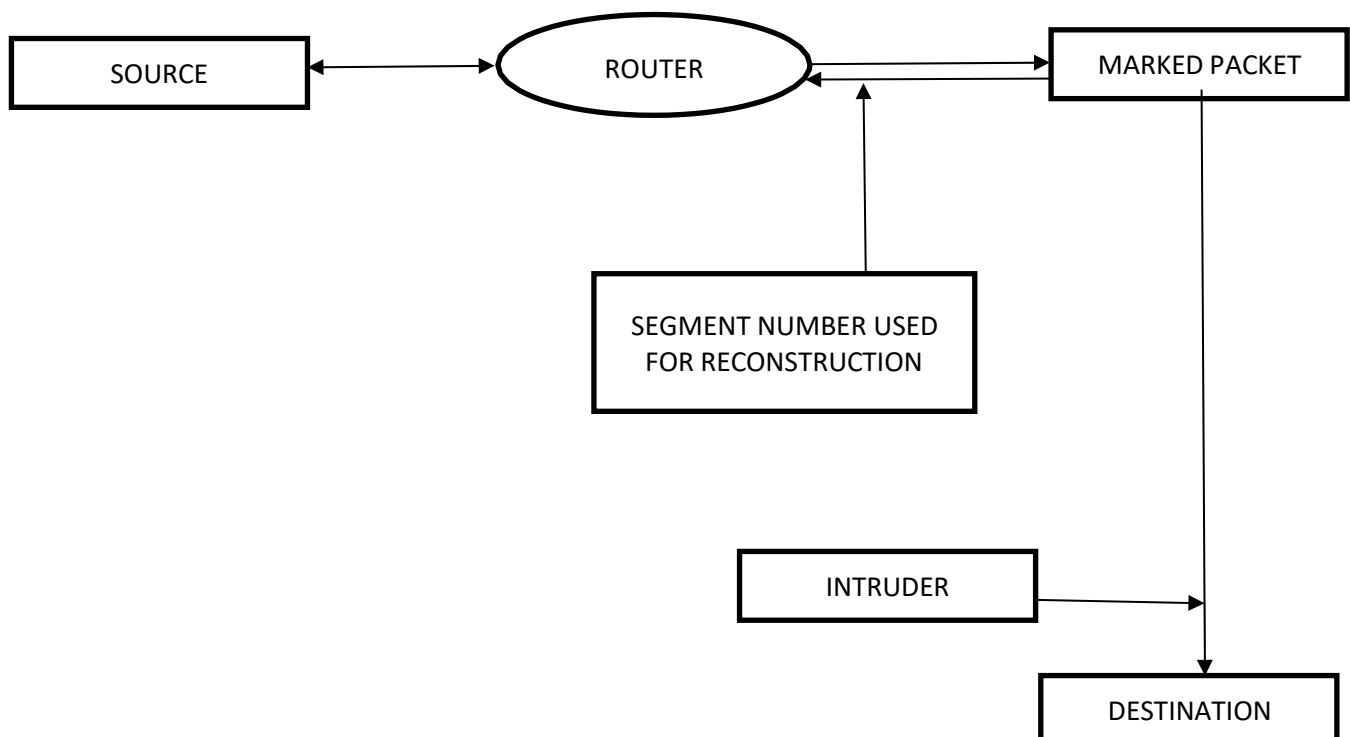 SOURCE
ROUTER
MARKED PACKET
SEGMENT NUMBER USED
FOR RECONSTRUCTION
INTRUDER
DESTINATION